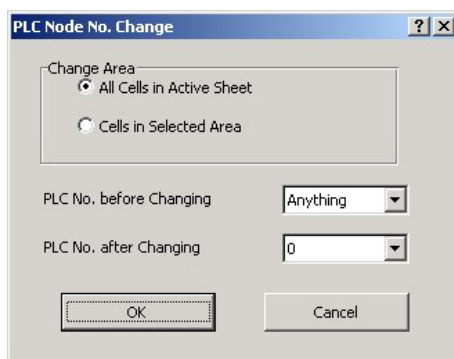 PLC Node No. Change
Change Area
All Cells in Active Sheet
Cells in Selected Area
PLC No. before Changing Anything
PLC No. after Changing 0
OK Cancel